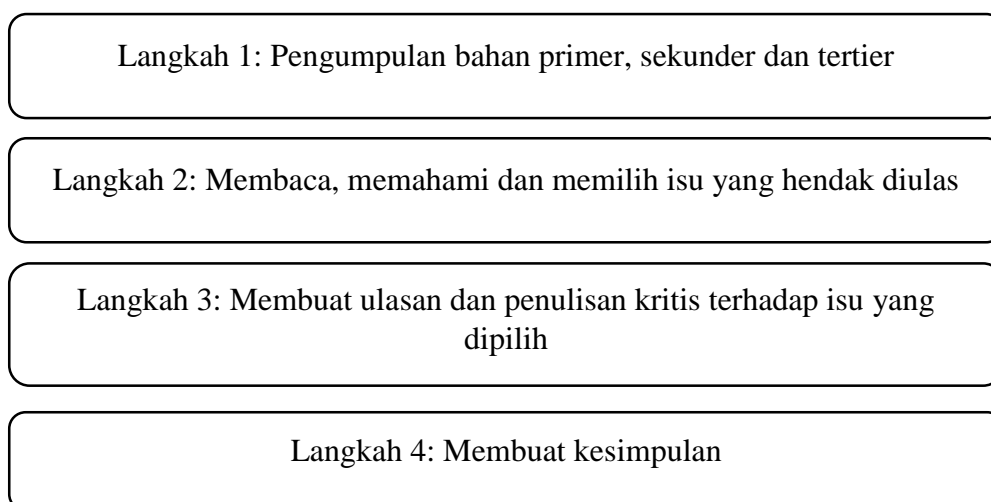 Langkah 1: Pengumpulan bahan primer, sekunder dan tertier
Langkah 2: Membaca, memahami dan memilih isu yang hendak diulas
Langkah 3: Membuat ulasan dan penulisan kritis terhadap isu yang
dipilih
Langkah 4: Membuat kesimpulan